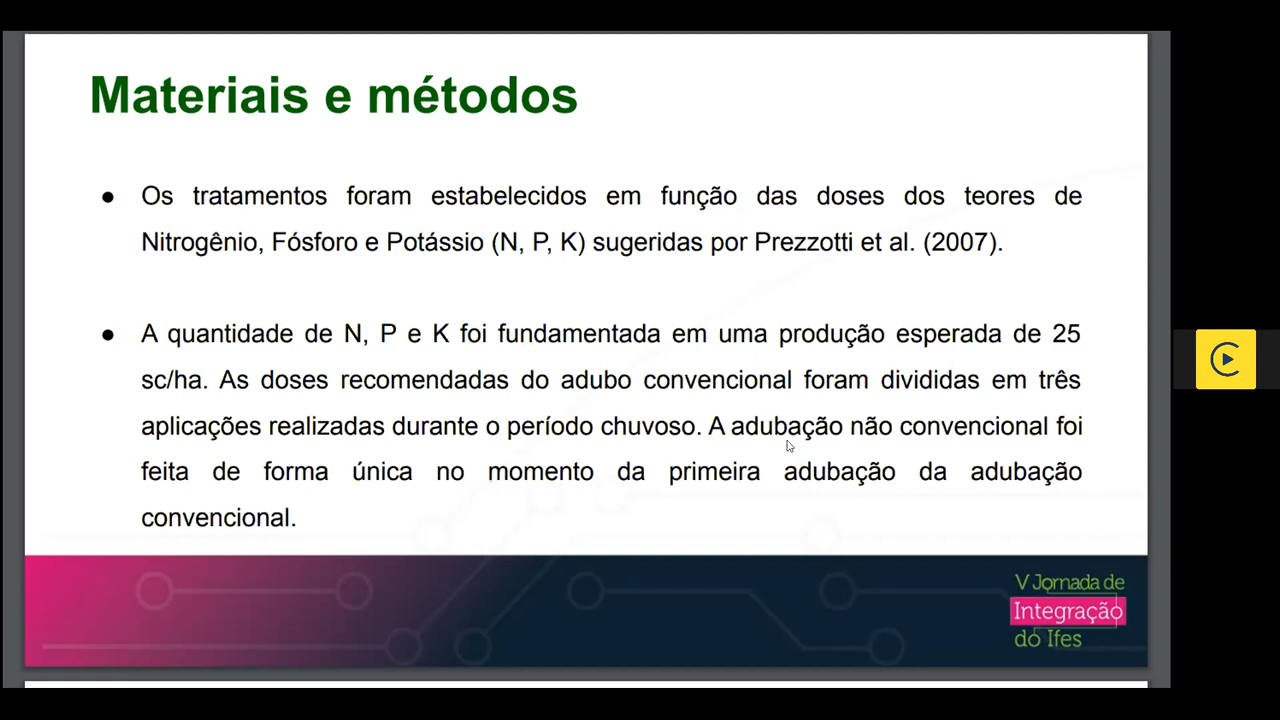 Materiais e métodos
● Os tratamentos foram estabelecidos em função das doses dos teores de
Nitrogênio, Fósforo e Potássio (N, P, K) sugeridas por Prezzotti et al. (2007).
● A quantidade de N, P e K foi fundamentada em uma produção esperada de 25
sc/ha. As doses recomendadas do adubo convencional foram divididas em três
aplicações realizadas durante o período chuvoso. A adubação não convencional foi
feita de forma única no momento da primeira adubação da adubação
convencional.
V Jornada de
Integração
do Ifes